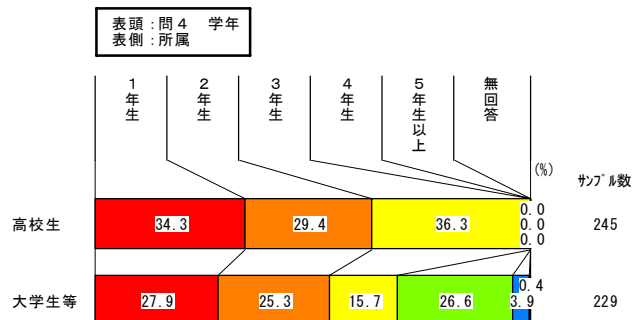 表頭：問４　学年
表側：所属
１年生
２年生
３年生
４年生
５年生以上
無回答
(%)
ｻﾝﾌﾟﾙ数
高校生
34.3
29.4
36.3
0.0
0.0
0.0
245
大学生等
27.9
25.3
15.7
26.6
3.9
0.4
229